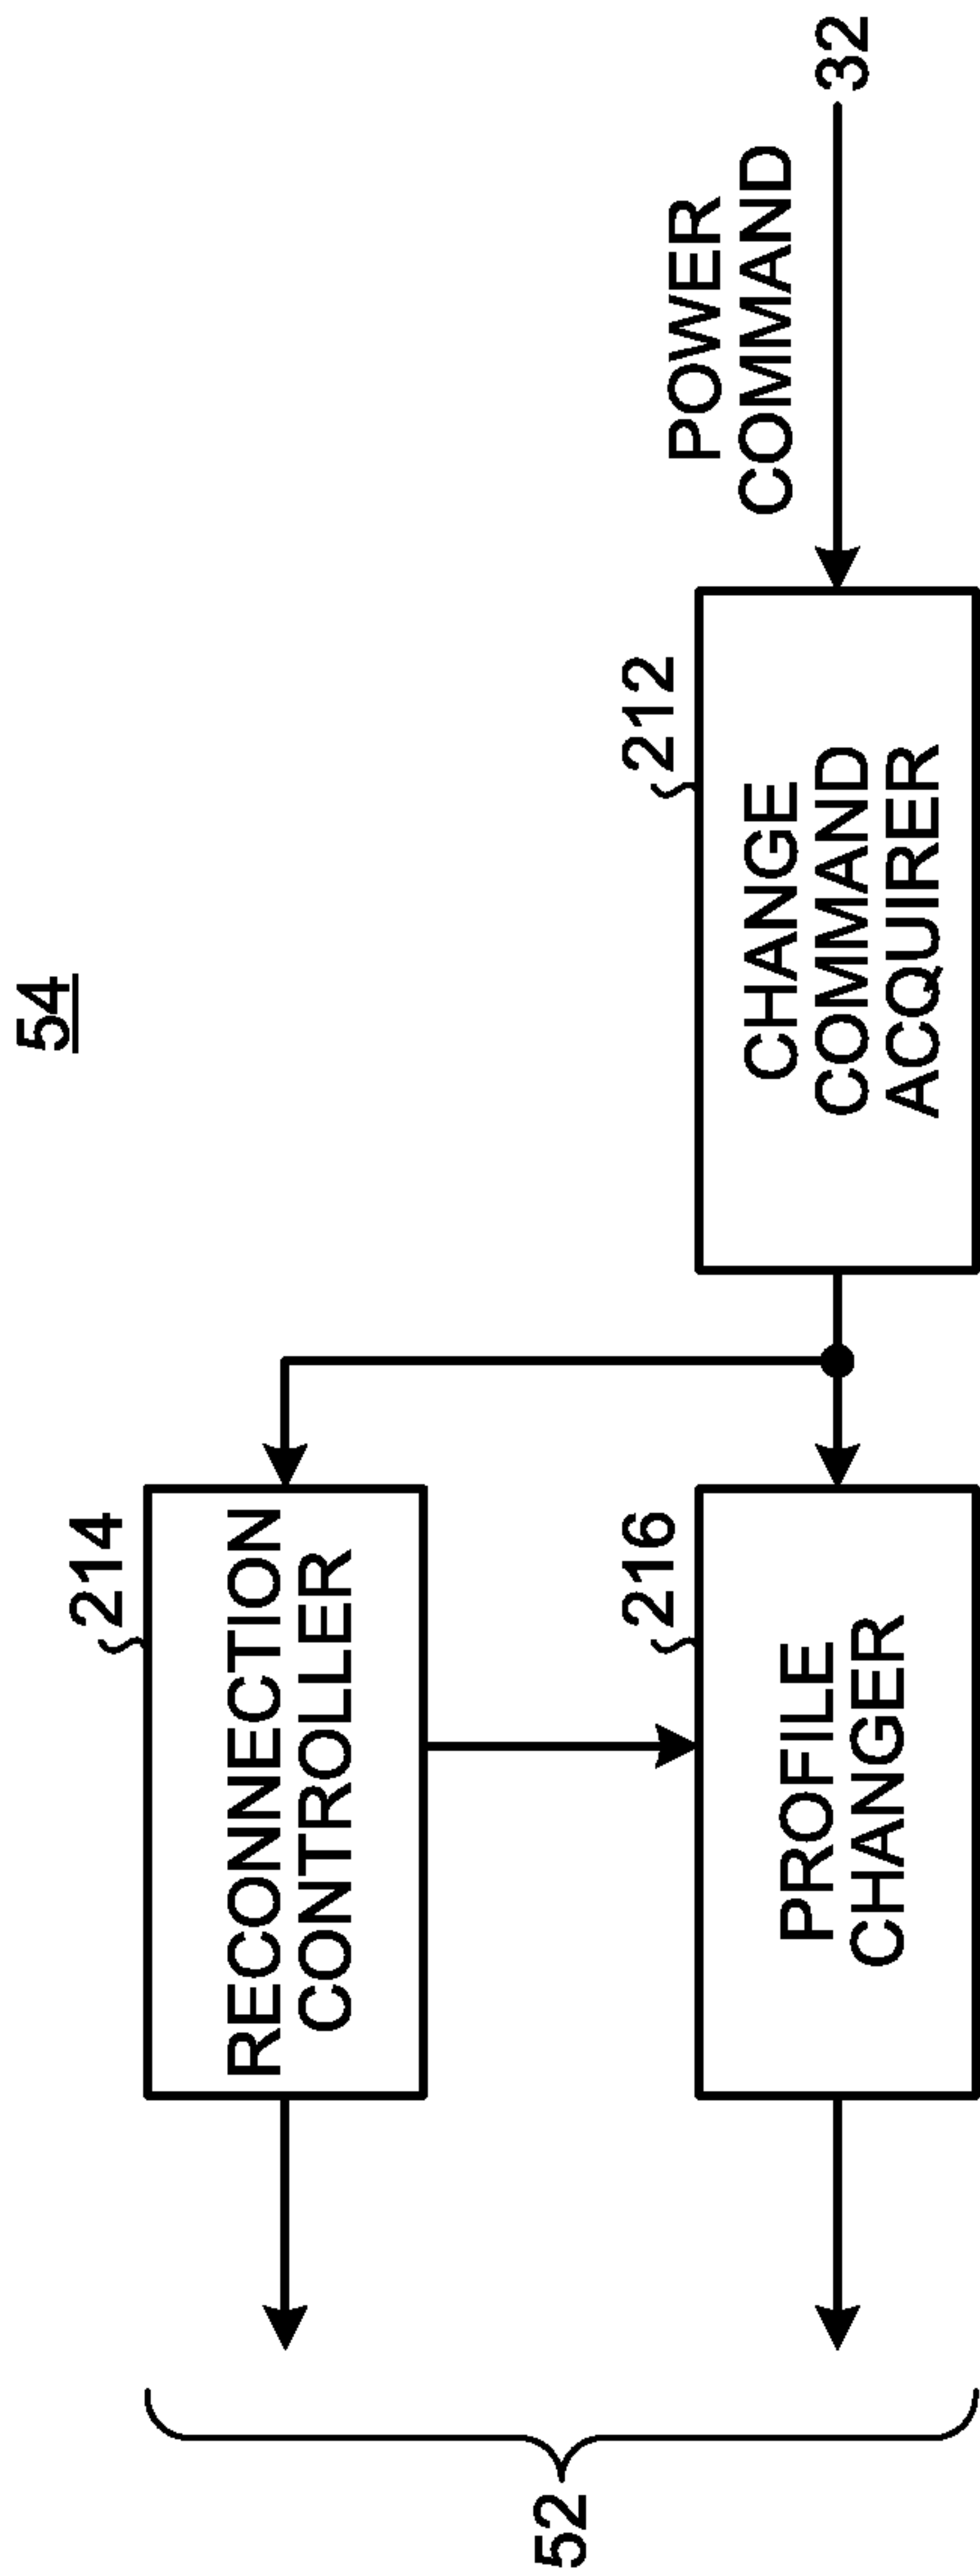 54
214
RECONNECTION
CONTROLLER
52
216
PROFILE
CHANGER
212
CHANGE
COMMAND
ACQUIRER
POWER
COMMAND
32